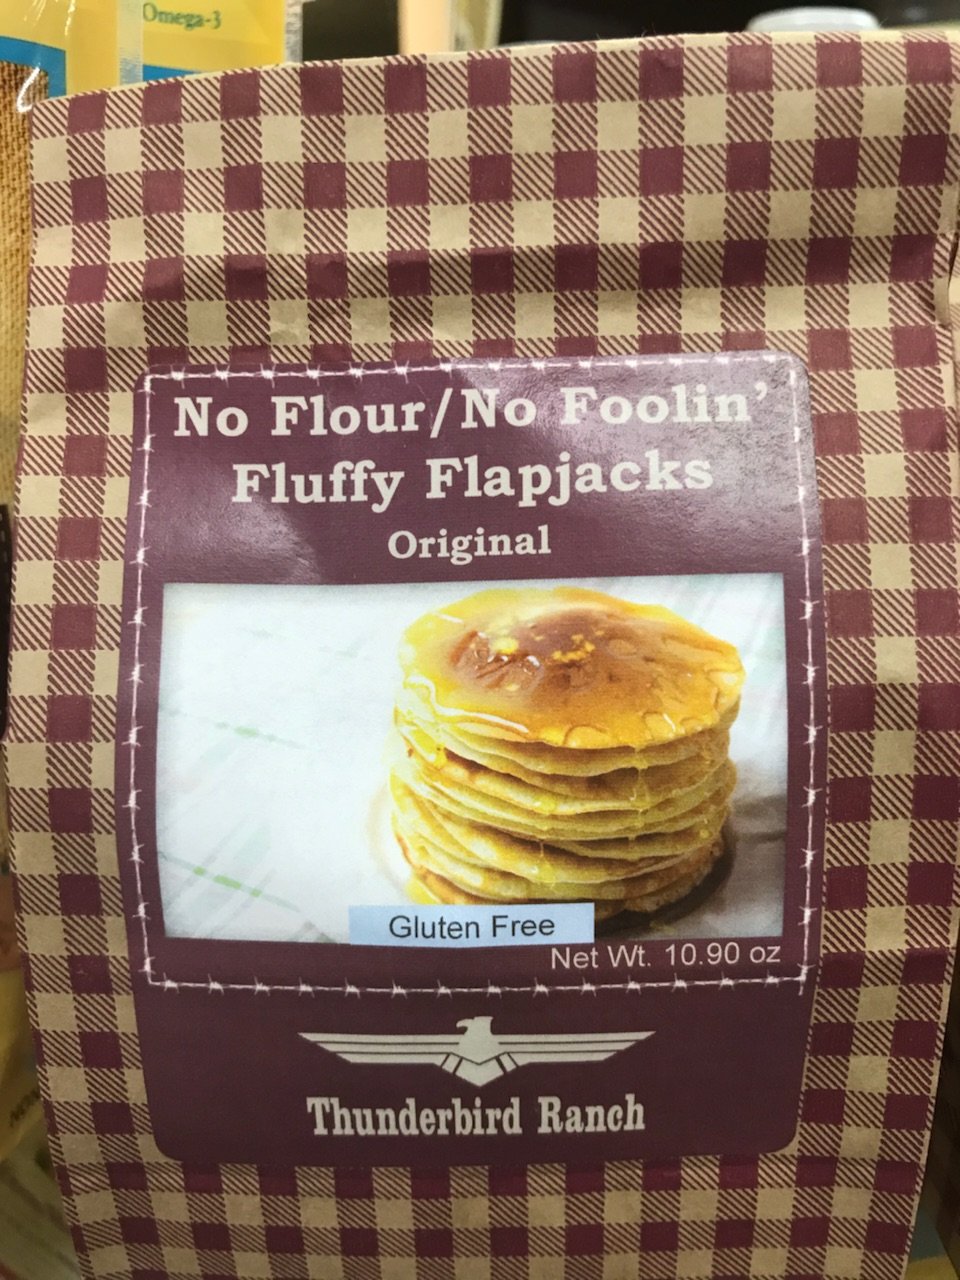 Omega-3
No Flour/No Foolin'
Fluffy Flapjacks
Original
Gluten Free
Net Wt. 10.90 oz
Thunderbird Ranch